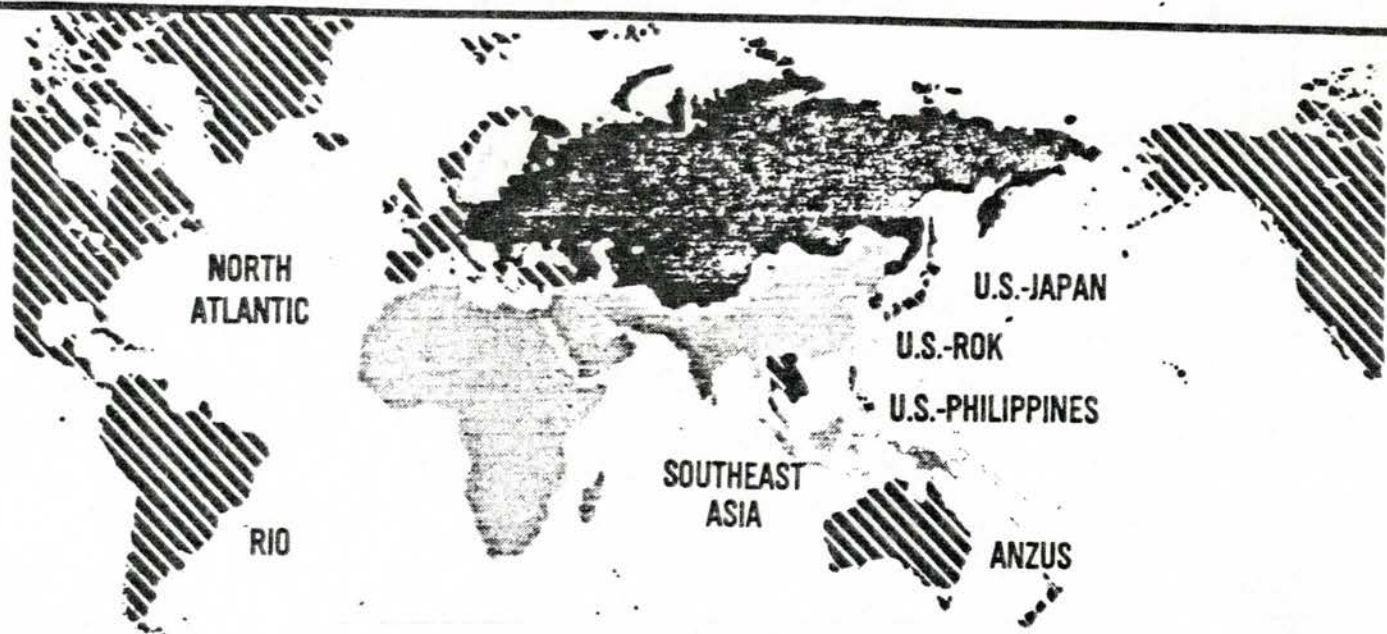 NORTH
ATLANTIC
U.S.-JAPAN
U.S.-ROK
U.S.-PHILIPPINES
SOUTHEAST
ASIA
RIO
ANZUS